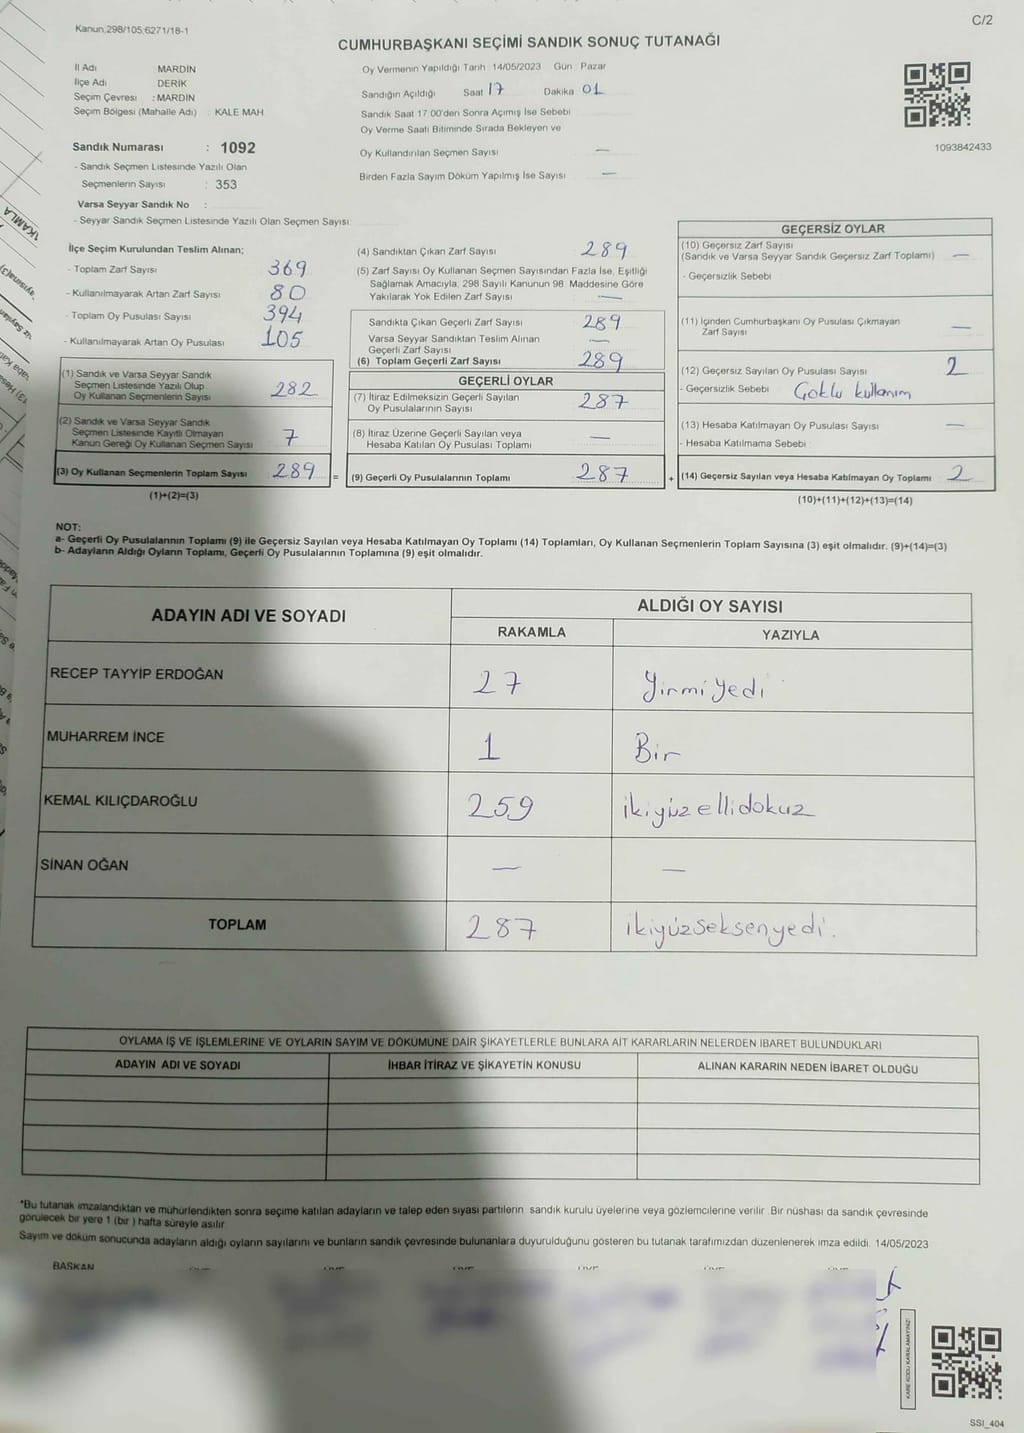 Kanun;298/105;6271/18-1
C/2
CUMHURBAŞKANI SEÇİMİ SANDIK SONUÇ TUTANAĞI
İl Adı MARDİN
İlçe Adı DERİK
Seçim Çevresi : MARDİN
Seçim Bölgesi (Mahalle Adı) : KALE MAH
Sandık Numarası : 1092
- Sandık Seçmen Listesinde Yazılı Olan
Seçmenlerin Sayısı : 353
Varsa Seyyar Sandık No :
- Seyyar Sandık Seçmen Listesinde Yazılı Olan Seçmen Sayısı:
Oy Vermenin Yapıldığı Tarih :14/05/2023 Gün : Pazar
Sandığın Açıldığı Saat 17 Dakika 01
Sandık Saat 17:00'den Sonra Açımış İse Sebebi
Oy Verme Saati Bitiminde Sırada Bekleyen ve
Oy Kullandırılan Seçmen Sayısı —
Birden Fazla Sayım Döküm Yapılmış İse Sayısı —
1093842433
İlçe Seçim Kurulundan Teslim Alınan;
- Toplam Zarf Sayısı 369
- Kullanılmayarak Artan Zarf Sayısı 80
- Toplam Oy Pusulası Sayısı 394
- Kullanılmayarak Artan Oy Pusulası 105
(1) Sandık ve Varsa Seyyar Sandık
Seçmen Listesinde Yazılı Olup
Oy Kullanan Seçmenlerin Sayısı 282
(2) Sandık ve Varsa Seyyar Sandık
Seçmen Listesinde Kayıtlı Olmayan
Kanun Gereği Oy Kullanan Seçmen Sayısı 7
(3) Oy Kullanan Seçmenlerin Toplam Sayısı 289
(1)+(2)=(3)
(4) Sandıktan Çıkan Zarf Sayısı 289
(5) Zarf Sayısı Oy Kullanan Seçmen Sayısından Fazla İse, Eşitliği
Sağlamak Amacıyla, 298 Sayılı Kanunun 98. Maddesine Göre
Yakılarak Yok Edilen Zarf Sayısı —
Sandıkta Çıkan Geçerli Zarf Sayısı 289
Varsa Seyyar Sandıktan Teslim Alınan
Geçerli Zarf Sayısı —
(6) Toplam Geçerli Zarf Sayısı 289
GEÇERLİ OYLAR
(7) İtiraz Edilmeksizin Geçerli Sayılan
Oy Pusulalarının Sayısı 287
(8) İtiraz Üzerine Geçerli Sayılan veya
Hesaba Katılan Oy Pusulası Toplamı —
= (9) Geçerli Oy Pusulalarının Toplamı 287
GEÇERSİZ OYLAR
(10) Geçersiz Zarf Sayısı
(Sandık ve Varsa Seyyar Sandık Geçersiz Zarf Toplamı) —
- Geçersizlik Sebebi
(11) İçinden Cumhurbaşkanı Oy Pusulası Çıkmayan
Zarf Sayısı —
(12) Geçersiz Sayılan Oy Pusulası Sayısı 2
- Geçersizlik Sebebi Çoklu kullanım
(13) Hesaba Katılmayan Oy Pusulası Sayısı —
- Hesaba Katılmama Sebebi
+ (14) Geçersiz Sayılan veya Hesaba Katılmayan Oy Toplamı 2
(10)+(11)+(12)+(13)=(14)
NOT:
a- Geçerli Oy Pusulalarının Toplamı (9) ile Geçersiz Sayılan veya Hesaba Katılmayan Oy Toplamı (14) Toplamları, Oy Kullanan Seçmenlerin Toplam Sayısına (3) eşit olmalıdır. (9)+(14)=(3)
b- Adayların Aldığı Oyların Toplamı, Geçerli Oy Pusulalarının Toplamına (9) eşit olmalıdır.
ADAYIN ADI VE SOYADI
ALDIĞI OY SAYISI
RAKAMLA YAZIYLA
RECEP TAYYİP ERDOĞAN 27 Yirmi Yedi
MUHARREM İNCE 1 Bir
KEMAL KILIÇDAROĞLU 259 ikiyüz ellidokuz
SİNAN OĞAN — —
TOPLAM 287 ikiyüzseksenyedi.
OYLAMA İŞ VE İŞLEMLERİNE VE OYLARIN SAYIM VE DÖKÜMÜNE DAİR ŞİKAYETLERLE BUNLARA AİT KARARLARIN NELERDEN İBARET BULUNDUKLARI
ADAYIN ADI VE SOYADI İHBAR İTİRAZ VE ŞİKAYETİN KONUSU ALINAN KARARIN NEDEN İBARET OLDUĞU
*Bu tutanak imzalandıktan ve mühürlendikten sonra seçime katılan adayların ve talep eden siyasi partilerin sandık kurulu üyelerine veya gözlemcilerine verilir. Bir nüshası da sandık çevresinde
görülecek bir yere 1 (bir ) hafta süreyle asılır.
Sayım ve döküm sonucunda adayların aldığı oyların sayılarını ve bunların sandık çevresinde bulunanlara duyurulduğunu gösteren bu tutanak tarafımızdan düzenlenerek imza edildi. 14/05/2023
BAŞKAN
KARE KODU KARALAMAYINIZ!
SSI_404